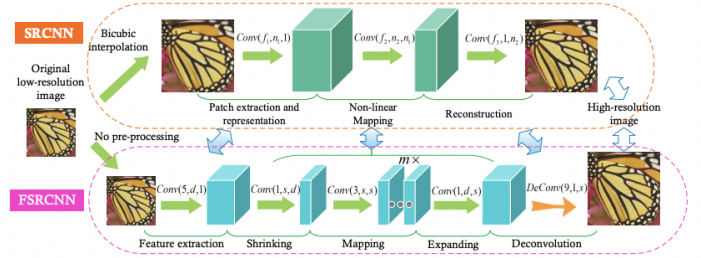 SRCNN
Bicubic
interpolation
Original
low-resolution
image
Conv(f₁,n₁,1)
Conv(f₂,n₂,n₁)
Conv(f₃,1,n₂)
Patch extraction and
representation
Non-linear
Mapping
Reconstruction
High-resolution
image
No pre-processing
m×
FSRCNN
Conv(5,d,1)
Conv(1,s,d)
Conv(3,s,s)
Conv(1,d,s)
DeConv(9,1,s)
Feature extraction
Shrinking
Mapping
Expanding
Deconvolution